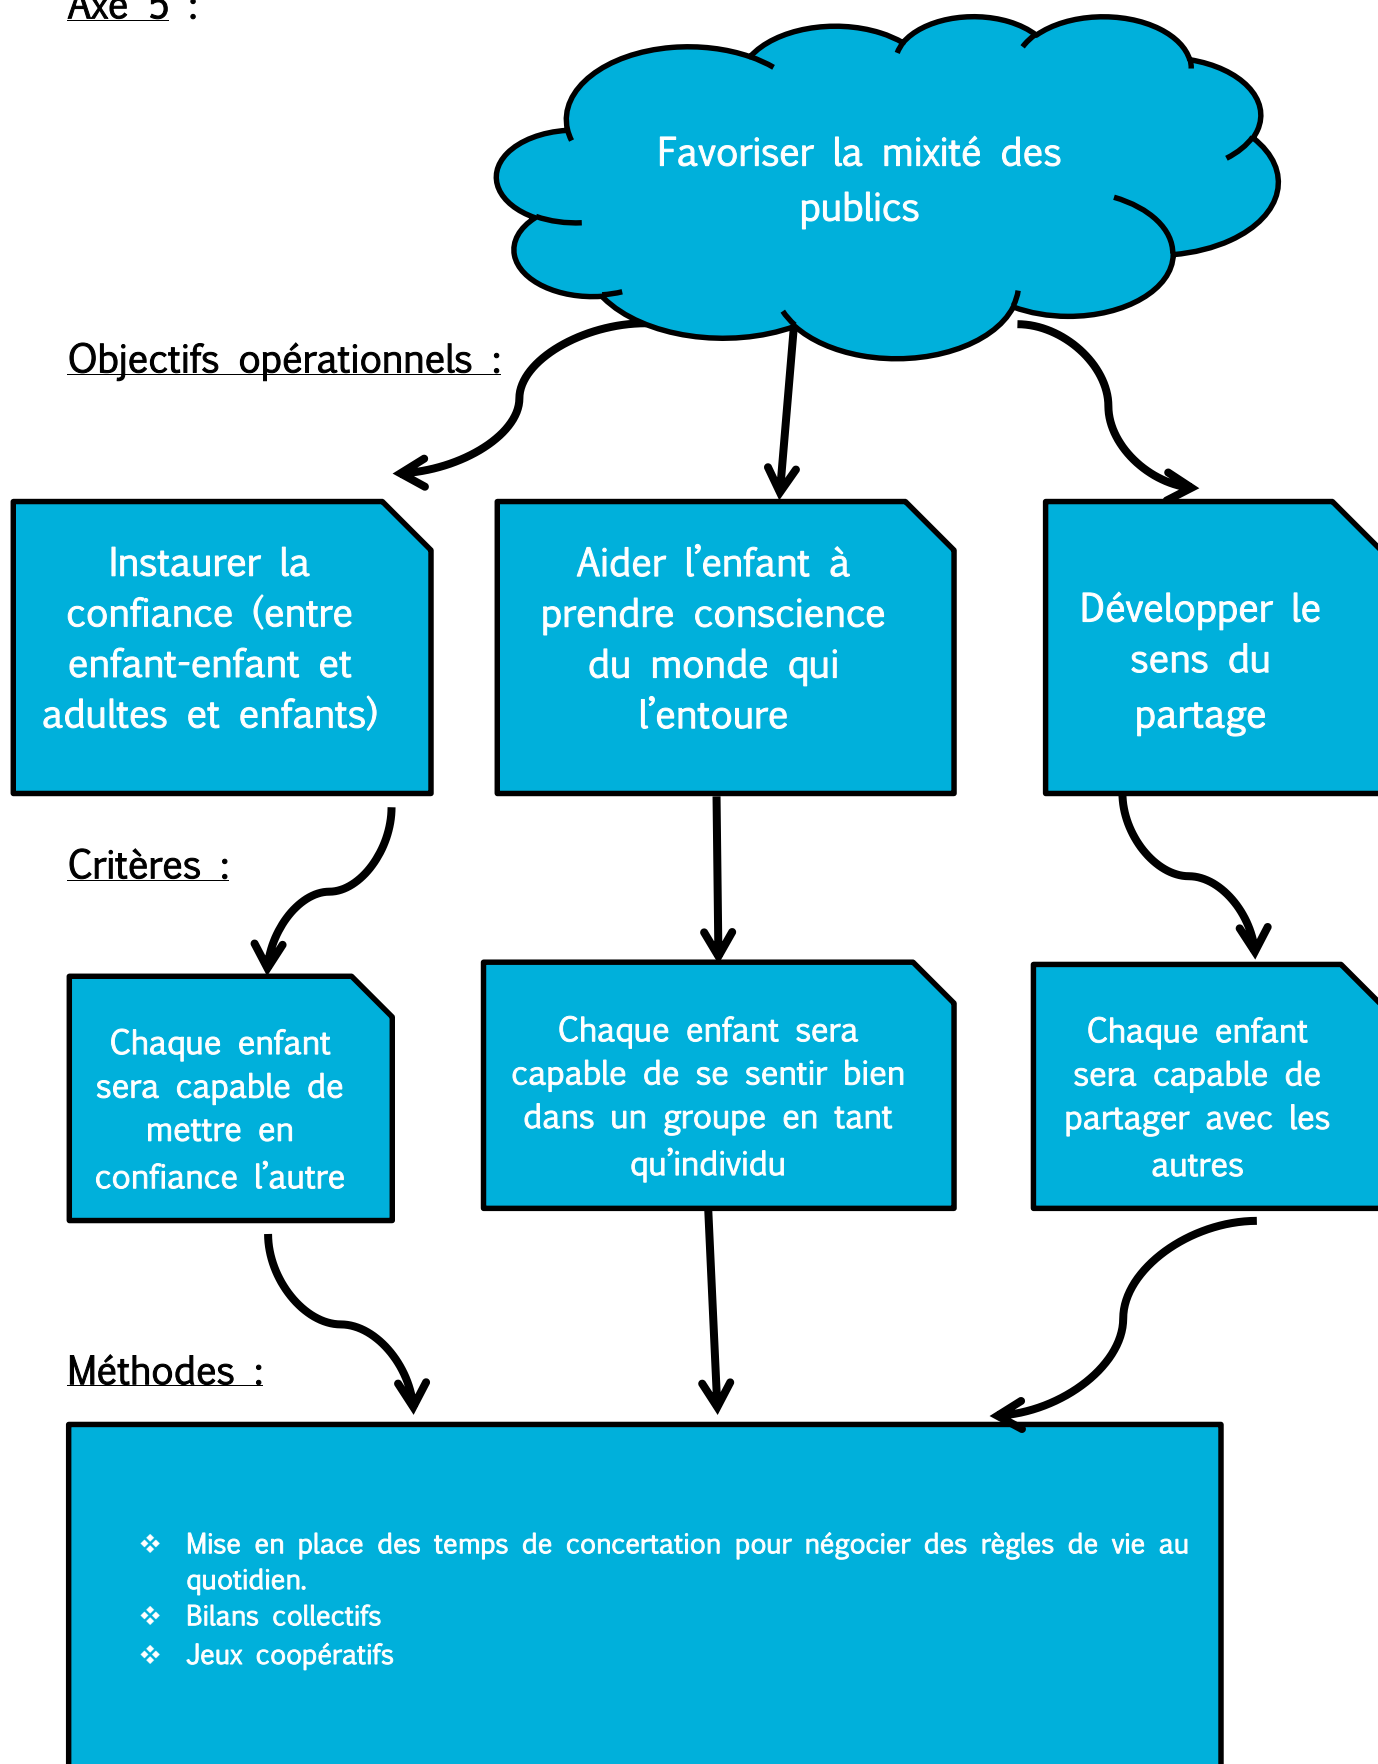 Axe 5 :
Favoriser la mixité des
publics
Objectifs opérationnels :
Instaurer la
confiance (entre
enfant-enfant et
adultes et enfants)
Aider l’enfant à
prendre conscience
du monde qui
l’entoure
Développer le
sens du
partage
Critères :
Chaque enfant
sera capable de
mettre en
confiance l’autre
Chaque enfant sera
capable de se sentir bien
dans un groupe en tant
qu’individu
Chaque enfant
sera capable de
partager avec les
autres
Méthodes :
❖ Mise en place des temps de concertation pour négocier des règles de vie au
quotidien.
❖ Bilans collectifs
❖ Jeux coopératifs